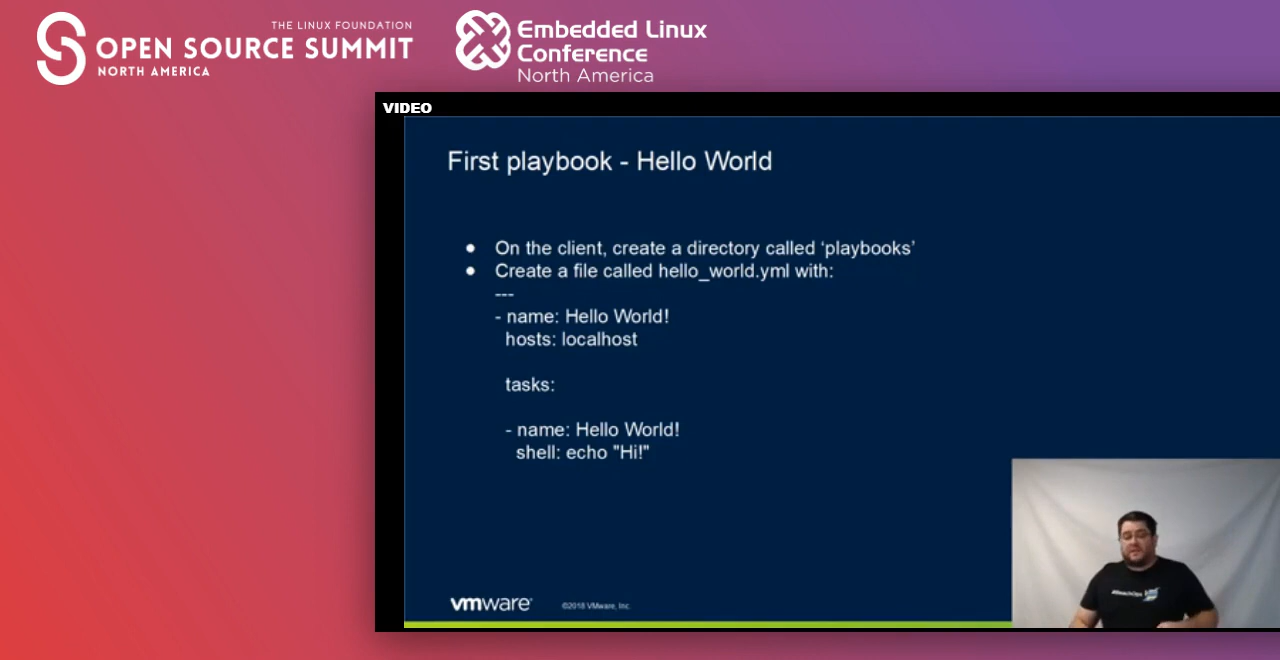 THE LINUX FOUNDATION
OPEN SOURCE SUMMIT
NORTH AMERICA
Embedded Linux
Conference
North America
VIDEO
First playbook - Hello World
● On the client, create a directory called ‘playbooks’
● Create a file called hello_world.yml with:
---
- name: Hello World!
hosts: localhost
tasks:
- name: Hello World!
shell: echo "Hi!"
vmware®
©2018 VMware, Inc.